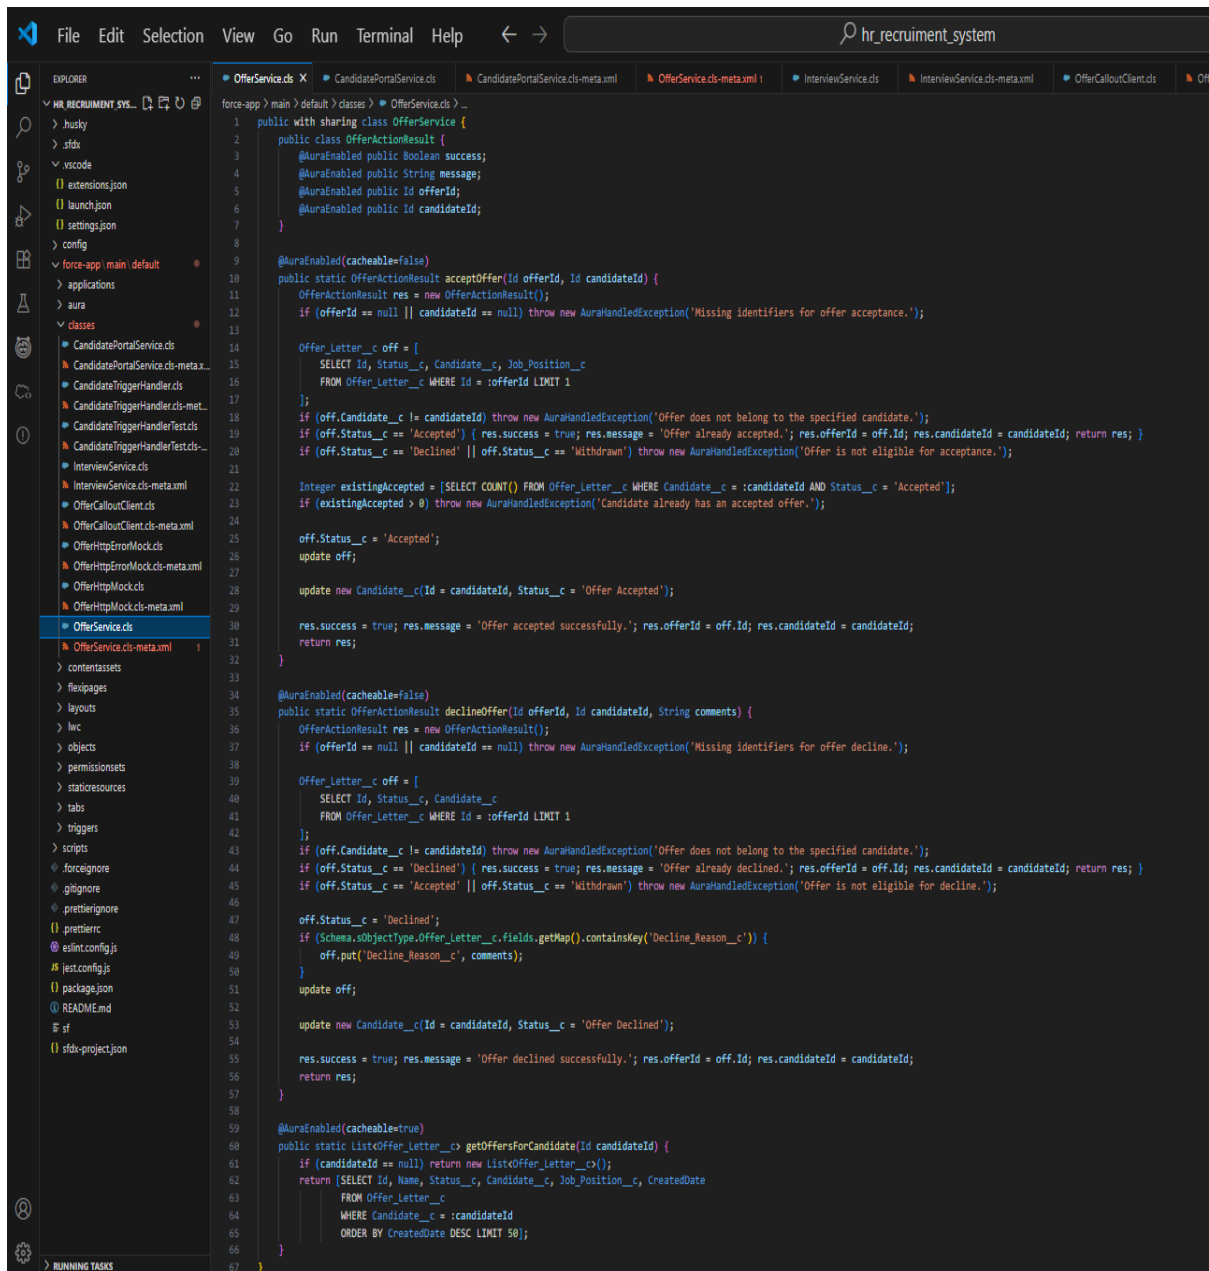 File Edit Selection View Go Run Terminal Help
hr_recruiment_system
EXPLORER
HR_RECRUIMENT_SYS...
.husky
.sfdx
.vscode
extensions.json
launch.json
settings.json
config
force-app\main\default
applications
aura
classes
CandidatePortalService.cls
CandidatePortalService.cls-meta.x...
CandidateTriggerHandler.cls
CandidateTriggerHandler.cls-met...
CandidateTriggerHandlerTest.cls
CandidateTriggerHandlerTest.cls-...
InterviewService.cls
InterviewService.cls-meta.xml
OfferCalloutClient.cls
OfferCalloutClient.cls-meta.xml
OfferHttpErrorMock.cls
OfferHttpErrorMock.cls-meta.xml
OfferHttpMock.cls
OfferHttpMock.cls-meta.xml
OfferService.cls
OfferService.cls-meta.xml 1
contentassets
flexipages
layouts
lwc
objects
permissionsets
staticresources
tabs
triggers
scripts
.forceignore
.gitignore
.prettierignore
.prettierrc
eslint.config.js
jest.config.js
package.json
README.md
sf
sfdx-project.json
RUNNING TASKS
OfferService.cls CandidatePortalService.cls CandidatePortalService.cls-meta.xml OfferService.cls-meta.xml 1 InterviewService.cls InterviewService.cls-meta.xml OfferCalloutClient.cls Off
force-app > main > default > classes > OfferService.cls > ...
1 public with sharing class OfferService {
2 public class OfferActionResult {
3 @AuraEnabled public Boolean success;
4 @AuraEnabled public String message;
5 @AuraEnabled public Id offerId;
6 @AuraEnabled public Id candidateId;
7 }
8
9 @AuraEnabled(cacheable=false)
10 public static OfferActionResult acceptOffer(Id offerId, Id candidateId) {
11 OfferActionResult res = new OfferActionResult();
12 if (offerId == null || candidateId == null) throw new AuraHandledException('Missing identifiers for offer acceptance.');
13
14 Offer_Letter__c off = [
15 SELECT Id, Status__c, Candidate__c, Job_Position__c
16 FROM Offer_Letter__c WHERE Id = :offerId LIMIT 1
17 ];
18 if (off.Candidate__c != candidateId) throw new AuraHandledException('Offer does not belong to the specified candidate.');
19 if (off.Status__c == 'Accepted') { res.success = true; res.message = 'Offer already accepted.'; res.offerId = off.Id; res.candidateId = candidateId; return res; }
20 if (off.Status__c == 'Declined' || off.Status__c == 'Withdrawn') throw new AuraHandledException('Offer is not eligible for acceptance.');
21
22 Integer existingAccepted = [SELECT COUNT() FROM Offer_Letter__c WHERE Candidate__c = :candidateId AND Status__c = 'Accepted'];
23 if (existingAccepted > 0) throw new AuraHandledException('Candidate already has an accepted offer.');
24
25 off.Status__c = 'Accepted';
26 update off;
27
28 update new Candidate__c(Id = candidateId, Status__c = 'Offer Accepted');
29
30 res.success = true; res.message = 'Offer accepted successfully.'; res.offerId = off.Id; res.candidateId = candidateId;
31 return res;
32 }
33
34 @AuraEnabled(cacheable=false)
35 public static OfferActionResult declineOffer(Id offerId, Id candidateId, String comments) {
36 OfferActionResult res = new OfferActionResult();
37 if (offerId == null || candidateId == null) throw new AuraHandledException('Missing identifiers for offer decline.');
38
39 Offer_Letter__c off = [
40 SELECT Id, Status__c, Candidate__c
41 FROM Offer_Letter__c WHERE Id = :offerId LIMIT 1
42 ];
43 if (off.Candidate__c != candidateId) throw new AuraHandledException('Offer does not belong to the specified candidate.');
44 if (off.Status__c == 'Declined') { res.success = true; res.message = 'Offer already declined.'; res.offerId = off.Id; res.candidateId = candidateId; return res; }
45 if (off.Status__c == 'Accepted' || off.Status__c == 'Withdrawn') throw new AuraHandledException('Offer is not eligible for decline.');
46
47 off.Status__c = 'Declined';
48 if (Schema.sObjectType.Offer_Letter__c.fields.getMap().containsKey('Decline_Reason__c')) {
49 off.put('Decline_Reason__c', comments);
50 }
51 update off;
52
53 update new Candidate__c(Id = candidateId, Status__c = 'Offer Declined');
54
55 res.success = true; res.message = 'Offer declined successfully.'; res.offerId = off.Id; res.candidateId = candidateId;
56 return res;
57 }
58
59 @AuraEnabled(cacheable=true)
60 public static List<Offer_Letter__c> getOffersForCandidate(Id candidateId) {
61 if (candidateId == null) return new List<Offer_Letter__c>();
62 return [SELECT Id, Name, Status__c, Candidate__c, Job_Position__c, CreatedDate
63 FROM Offer_Letter__c
64 WHERE Candidate__c = :candidateId
65 ORDER BY CreatedDate DESC LIMIT 50];
66 }
67 }